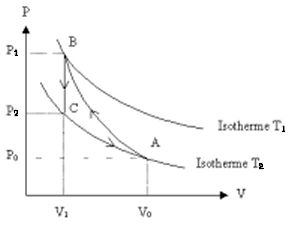 P
P₁
B
P₂
C
A
Isotherme T₁
P₀
Isotherme T₂
V
V₁
V₀